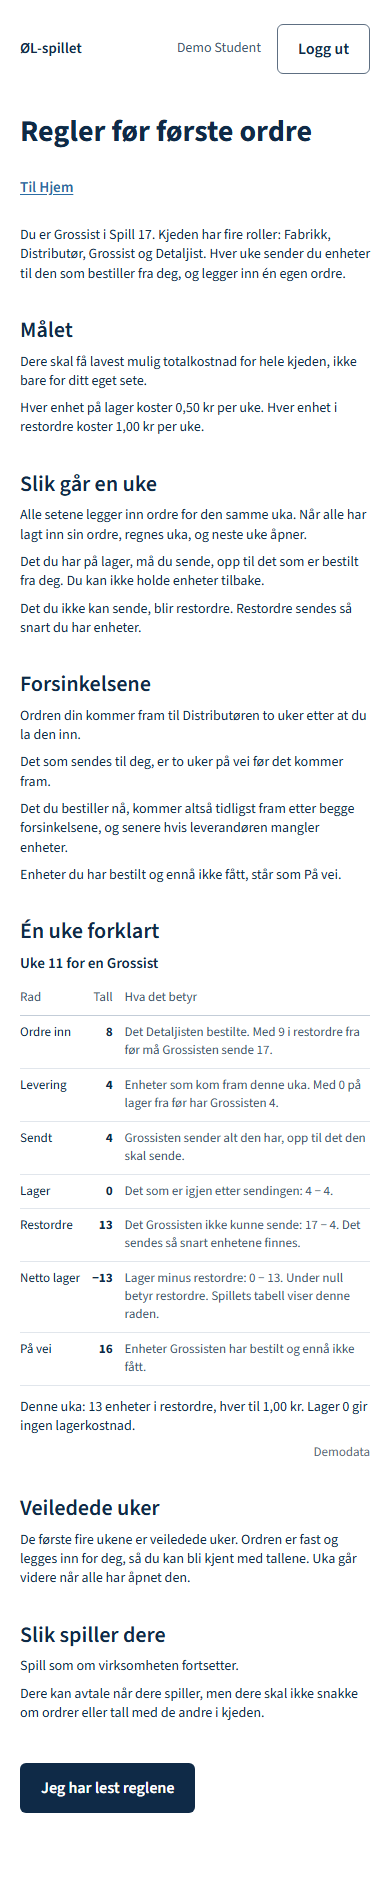 ØL-spillet
Demo Student
Logg ut
Regler før første ordre
Til Hjem
Du er Grossist i Spill 17. Kjeden har fire roller: Fabrikk,
Distributør, Grossist og Detaljist. Hver uke sender du enheter
til den som bestiller fra deg, og legger inn én egen ordre.
Målet
Dere skal få lavest mulig totalkostnad for hele kjeden, ikke
bare for ditt eget sete.
Hver enhet på lager koster 0,50 kr per uke. Hver enhet i
restordre koster 1,00 kr per uke.
Slik går en uke
Alle setene legger inn ordre for den samme uka. Når alle har
lagt inn sin ordre, regnes uka, og neste uke åpner.
Det du har på lager, må du sende, opp til det som er bestilt
fra deg. Du kan ikke holde enheter tilbake.
Det du ikke kan sende, blir restordre. Restordre sendes så
snart du har enheter.
Forsinkelsene
Ordren din kommer fram til Distributøren to uker etter at du
la den inn.
Det som sendes til deg, er to uker på vei før det kommer
fram.
Det du bestiller nå, kommer altså tidligst fram etter begge
forsinkelsene, og senere hvis leverandøren mangler
enheter.
Enheter du har bestilt og ennå ikke fått, står som På vei.
Én uke forklart
Uke 11 for en Grossist
Rad Tall Hva det betyr
Ordre inn 8 Det Detaljisten bestilte. Med 9 i restordre fra
før må Grossisten sende 17.
Levering 4 Enheter som kom fram denne uka. Med 0 på
lager fra før har Grossisten 4.
Sendt 4 Grossisten sender alt den har, opp til det den
skal sende.
Lager 0 Det som er igjen etter sendingen: 4 − 4.
Restordre 13 Det Grossisten ikke kunne sende: 17 − 4. Det
sendes så snart enhetene finnes.
Netto lager −13 Lager minus restordre: 0 − 13. Under null
betyr restordre. Spillets tabell viser denne
raden.
På vei 16 Enheter Grossisten har bestilt og ennå ikke
fått.
Denne uka: 13 enheter i restordre, hver til 1,00 kr. Lager 0 gir
ingen lagerkostnad.
Demodata
Veiledede uker
De første fire ukene er veiledede uker. Ordren er fast og
legges inn for deg, så du kan bli kjent med tallene. Uka går
videre når alle har åpnet den.
Slik spiller dere
Spill som om virksomheten fortsetter.
Dere kan avtale når dere spiller, men dere skal ikke snakke
om ordrer eller tall med de andre i kjeden.
Jeg har lest reglene